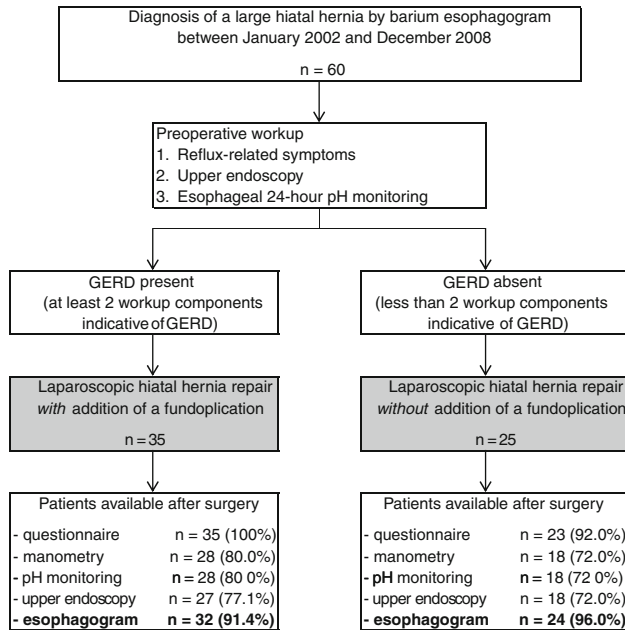 Diagnosis of a large hiatal hernia by barium esophagogram
between January 2002 and December 2008
n = 60
Preoperative workup
1. Reflux-related symptoms
2. Upper endoscopy
3. Esophageal 24-hour pH monitoring
GERD present
(at least 2 workup components
indicative of GERD)
GERD absent
(less than 2 workup components
indicative of GERD)
Laparoscopic hiatal hernia repair
with addition of a fundoplication
n = 35
Laparoscopic hiatal hernia repair
without addition of a fundoplication
n = 25
Patients available after surgery
- questionnaire n = 35 (100%)
- manometry n = 28 (80.0%)
- pH monitoring n = 28 (80 0%)
- upper endoscopy n = 27 (77.1%)
- esophagogram n = 32 (91.4%)
Patients available after surgery
- questionnaire n = 23 (92.0%)
- manometry n = 18 (72.0%)
- pH monitoring n = 18 (72 0%)
- upper endoscopy n = 18 (72.0%)
- esophagogram n = 24 (96.0%)